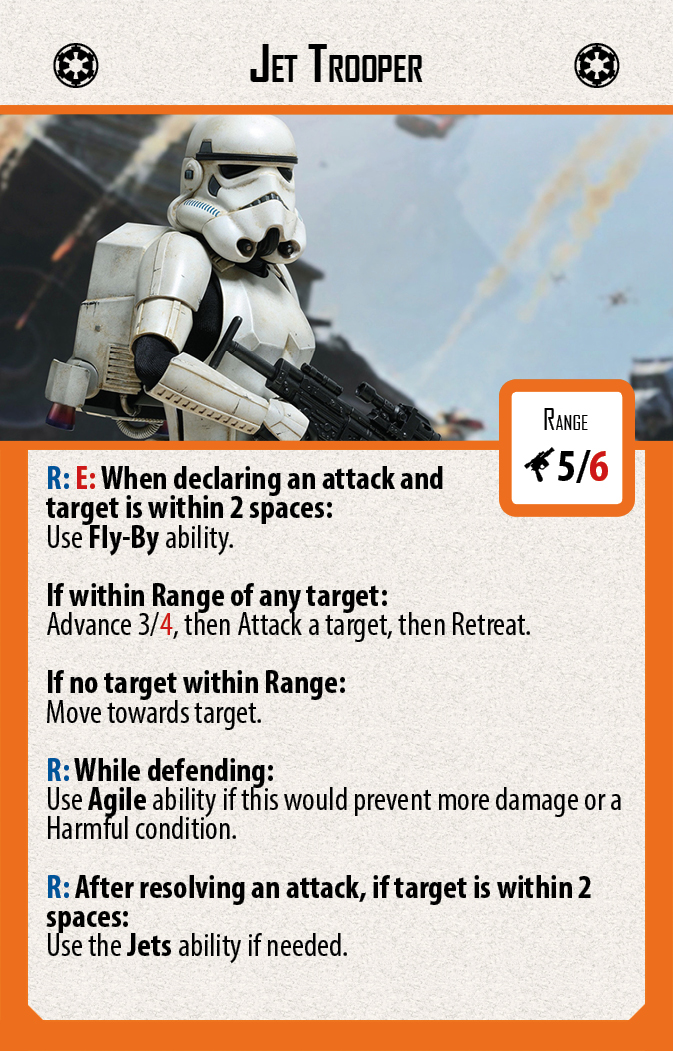 Jet Trooper
Range
5/6
R: E: When declaring an attack and
target is within 2 spaces:
Use Fly-By ability.
If within Range of any target:
Advance 3/4, then Attack a target, then Retreat.
If no target within Range:
Move towards target.
R: While defending:
Use Agile ability if this would prevent more damage or a
Harmful condition.
R: After resolving an attack, if target is within 2
spaces:
Use the Jets ability if needed.